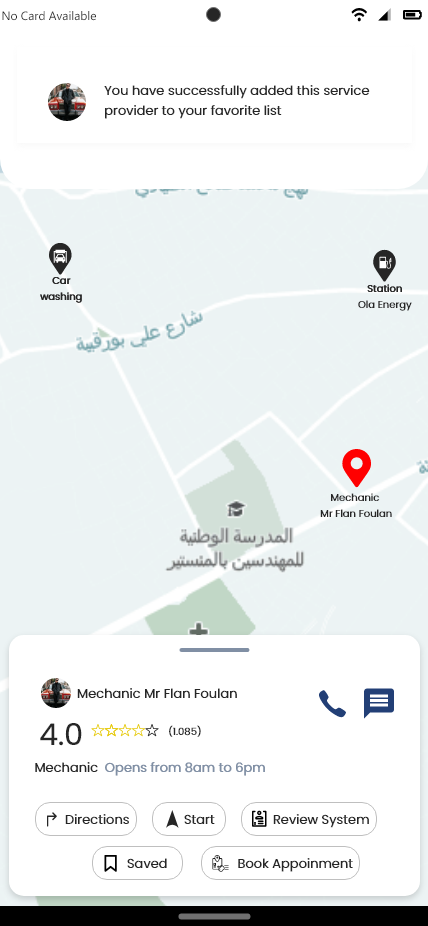 No Card Available
You have successfully added this service
provider to your favorite list
Car
washing
Station
Ola Energy
شارع علي بورقيبة
Mechanic
Mr Flan Foulan
المدرسة الوطنية
للمهندسين بالمنستير
Mechanic Mr Flan Foulan
4.0 (1.085)
Mechanic Opens from 8am to 6pm
Directions Start Review System
Saved Book Appoinment